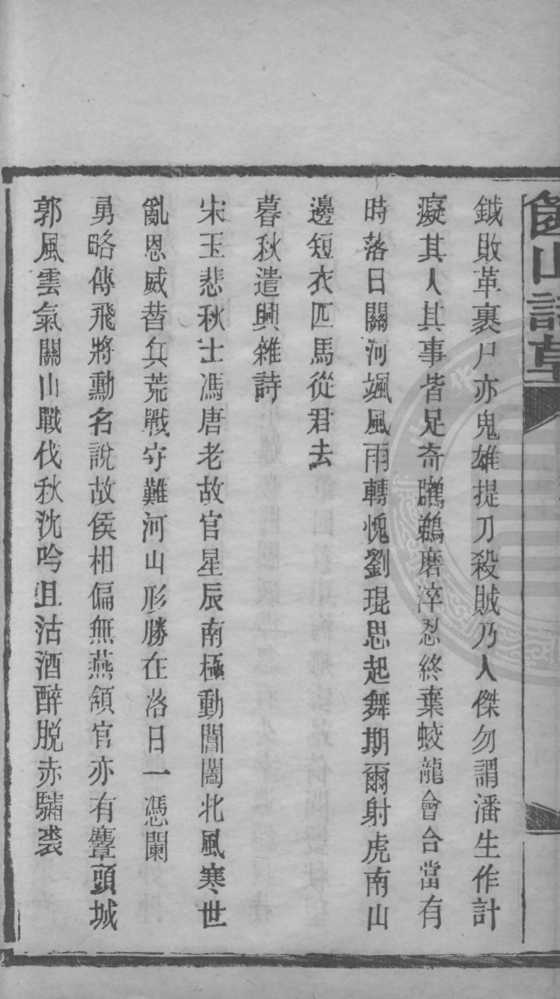 山詩草
鉞敗革裹尸亦鬼雄提刀殺賊乃人傑勿謂潘生作計
癡其人其事皆足奇鵜磨淬忍終棄蛟龍會合當有
時落日關河颯風雨轉愧劉琨思起舞期爾射虎南山
邊短衣匹馬從君去
暮秋遣興雜詩
宋玉悲秋士馮唐老故官星辰南極動閶闔北風寒世
亂恩威替兵荒戰守難河山形勝在落日一憑闌
勇略傳飛將勳名說故侯相偏無燕頷官亦有麞頭城
郭風雲氣關山戰伐秋沈吟且沽酒醉脫赤驌裘